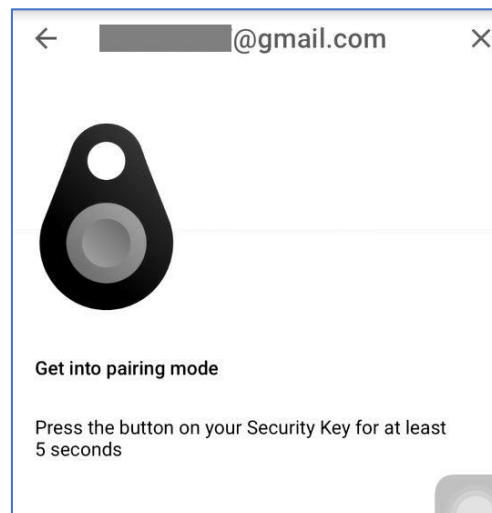 @gmail.com
Get into pairing mode
Press the button on your Security Key for at least
5 seconds